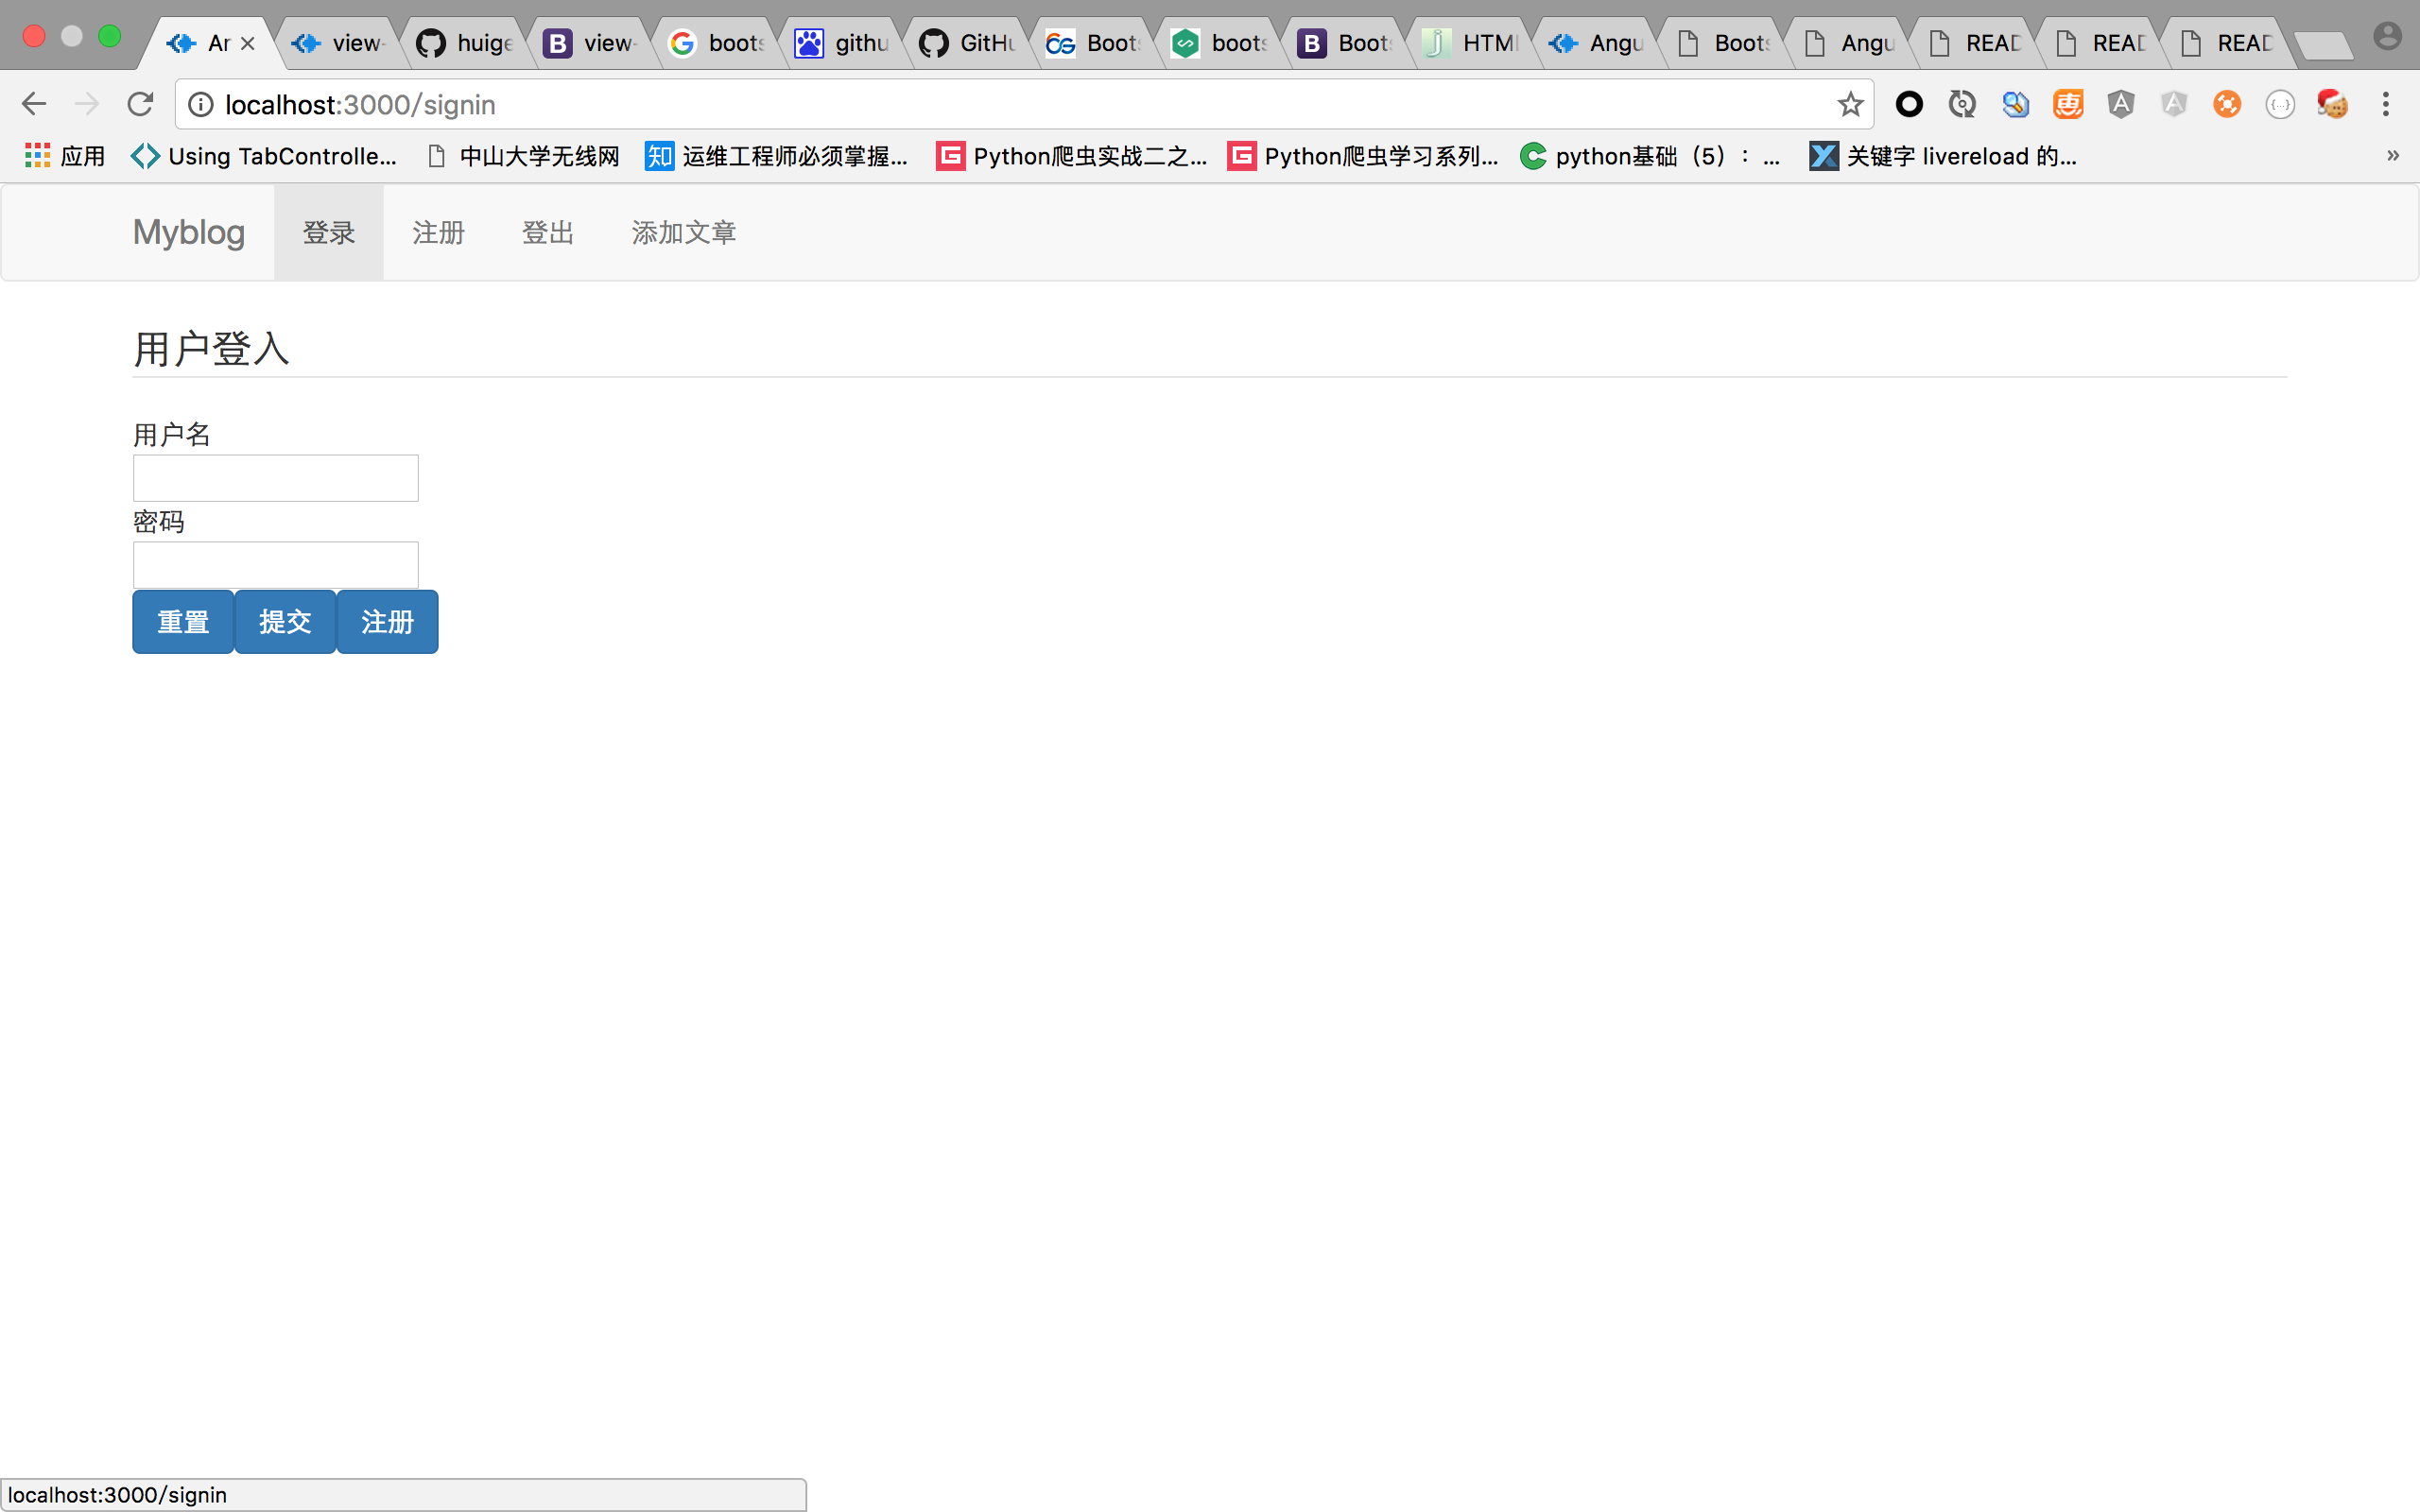 Ar view- huige view- boots githu GitHu Boots boots Boots HTML Angu Boots Angu READ READ READ
localhost:3000/signin
应用 Using TabControlle... 中山大学无线网 知 运维工程师必须掌握... Python爬虫实战二之... Python爬虫学习系列... python基础（5）：... 关键字 livereload 的... »
Myblog 登录 注册 登出 添加文章
用户登入
用户名
密码
重置 提交 注册
localhost:3000/signin